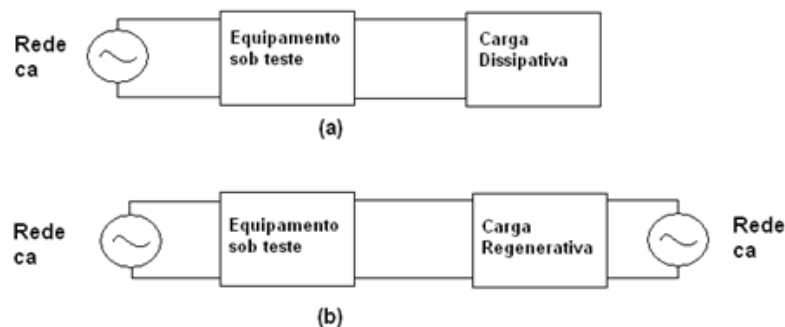 Rede
ca
Equipamento
sob teste
Carga
Dissipativa
(a)
Rede
ca
Equipamento
sob teste
Carga
Regenerativa
Rede
ca
(b)